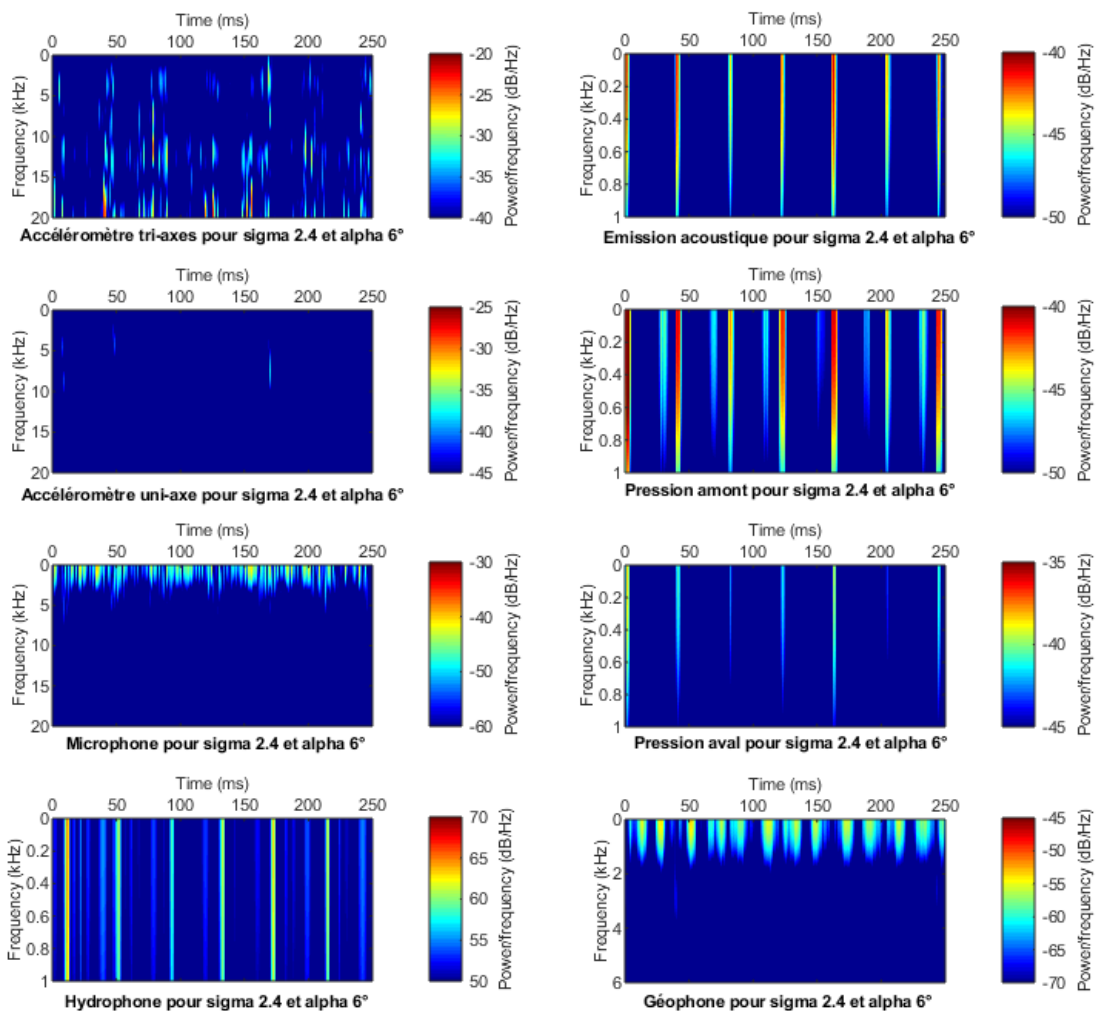 Time (ms)
0 50 100 150 200 250
Frequency (kHz)
0
5
10
15
20
-20
-25
-30
-35
-40
Power/frequency (dB/Hz)
Accéléromètre tri-axes pour sigma 2.4 et alpha 6°
Time (ms)
0 50 100 150 200 250
Frequency (kHz)
0
0.2
0.4
0.6
0.8
1
-40
-45
-50
Power/frequency (dB/Hz)
Emission acoustique pour sigma 2.4 et alpha 6°
Time (ms)
0 50 100 150 200 250
Frequency (kHz)
0
5
10
15
20
-25
-30
-35
-40
-45
Power/frequency (dB/Hz)
Accéléromètre uni-axe pour sigma 2.4 et alpha 6°
Time (ms)
0 50 100 150 200 250
Frequency (kHz)
0
0.2
0.4
0.6
0.8
1
-40
-45
-50
Power/frequency (dB/Hz)
Pression amont pour sigma 2.4 et alpha 6°
Time (ms)
0 50 100 150 200 250
Frequency (kHz)
0
5
10
15
20
-30
-40
-50
-60
Power/frequency (dB/Hz)
Microphone pour sigma 2.4 et alpha 6°
Time (ms)
0 50 100 150 200 250
Frequency (kHz)
0
0.2
0.4
0.6
0.8
1
-35
-40
-45
Power/frequency (dB/Hz)
Pression aval pour sigma 2.4 et alpha 6°
Time (ms)
0 50 100 150 200 250
Frequency (kHz)
0
0.2
0.4
0.6
0.8
1
70
65
60
55
50
Power/frequency (dB/Hz)
Hydrophone pour sigma 2.4 et alpha 6°
Time (ms)
0 50 100 150 200 250
Frequency (kHz)
0
2
4
6
-45
-50
-55
-60
-65
-70
Power/frequency (dB/Hz)
Géophone pour sigma 2.4 et alpha 6°